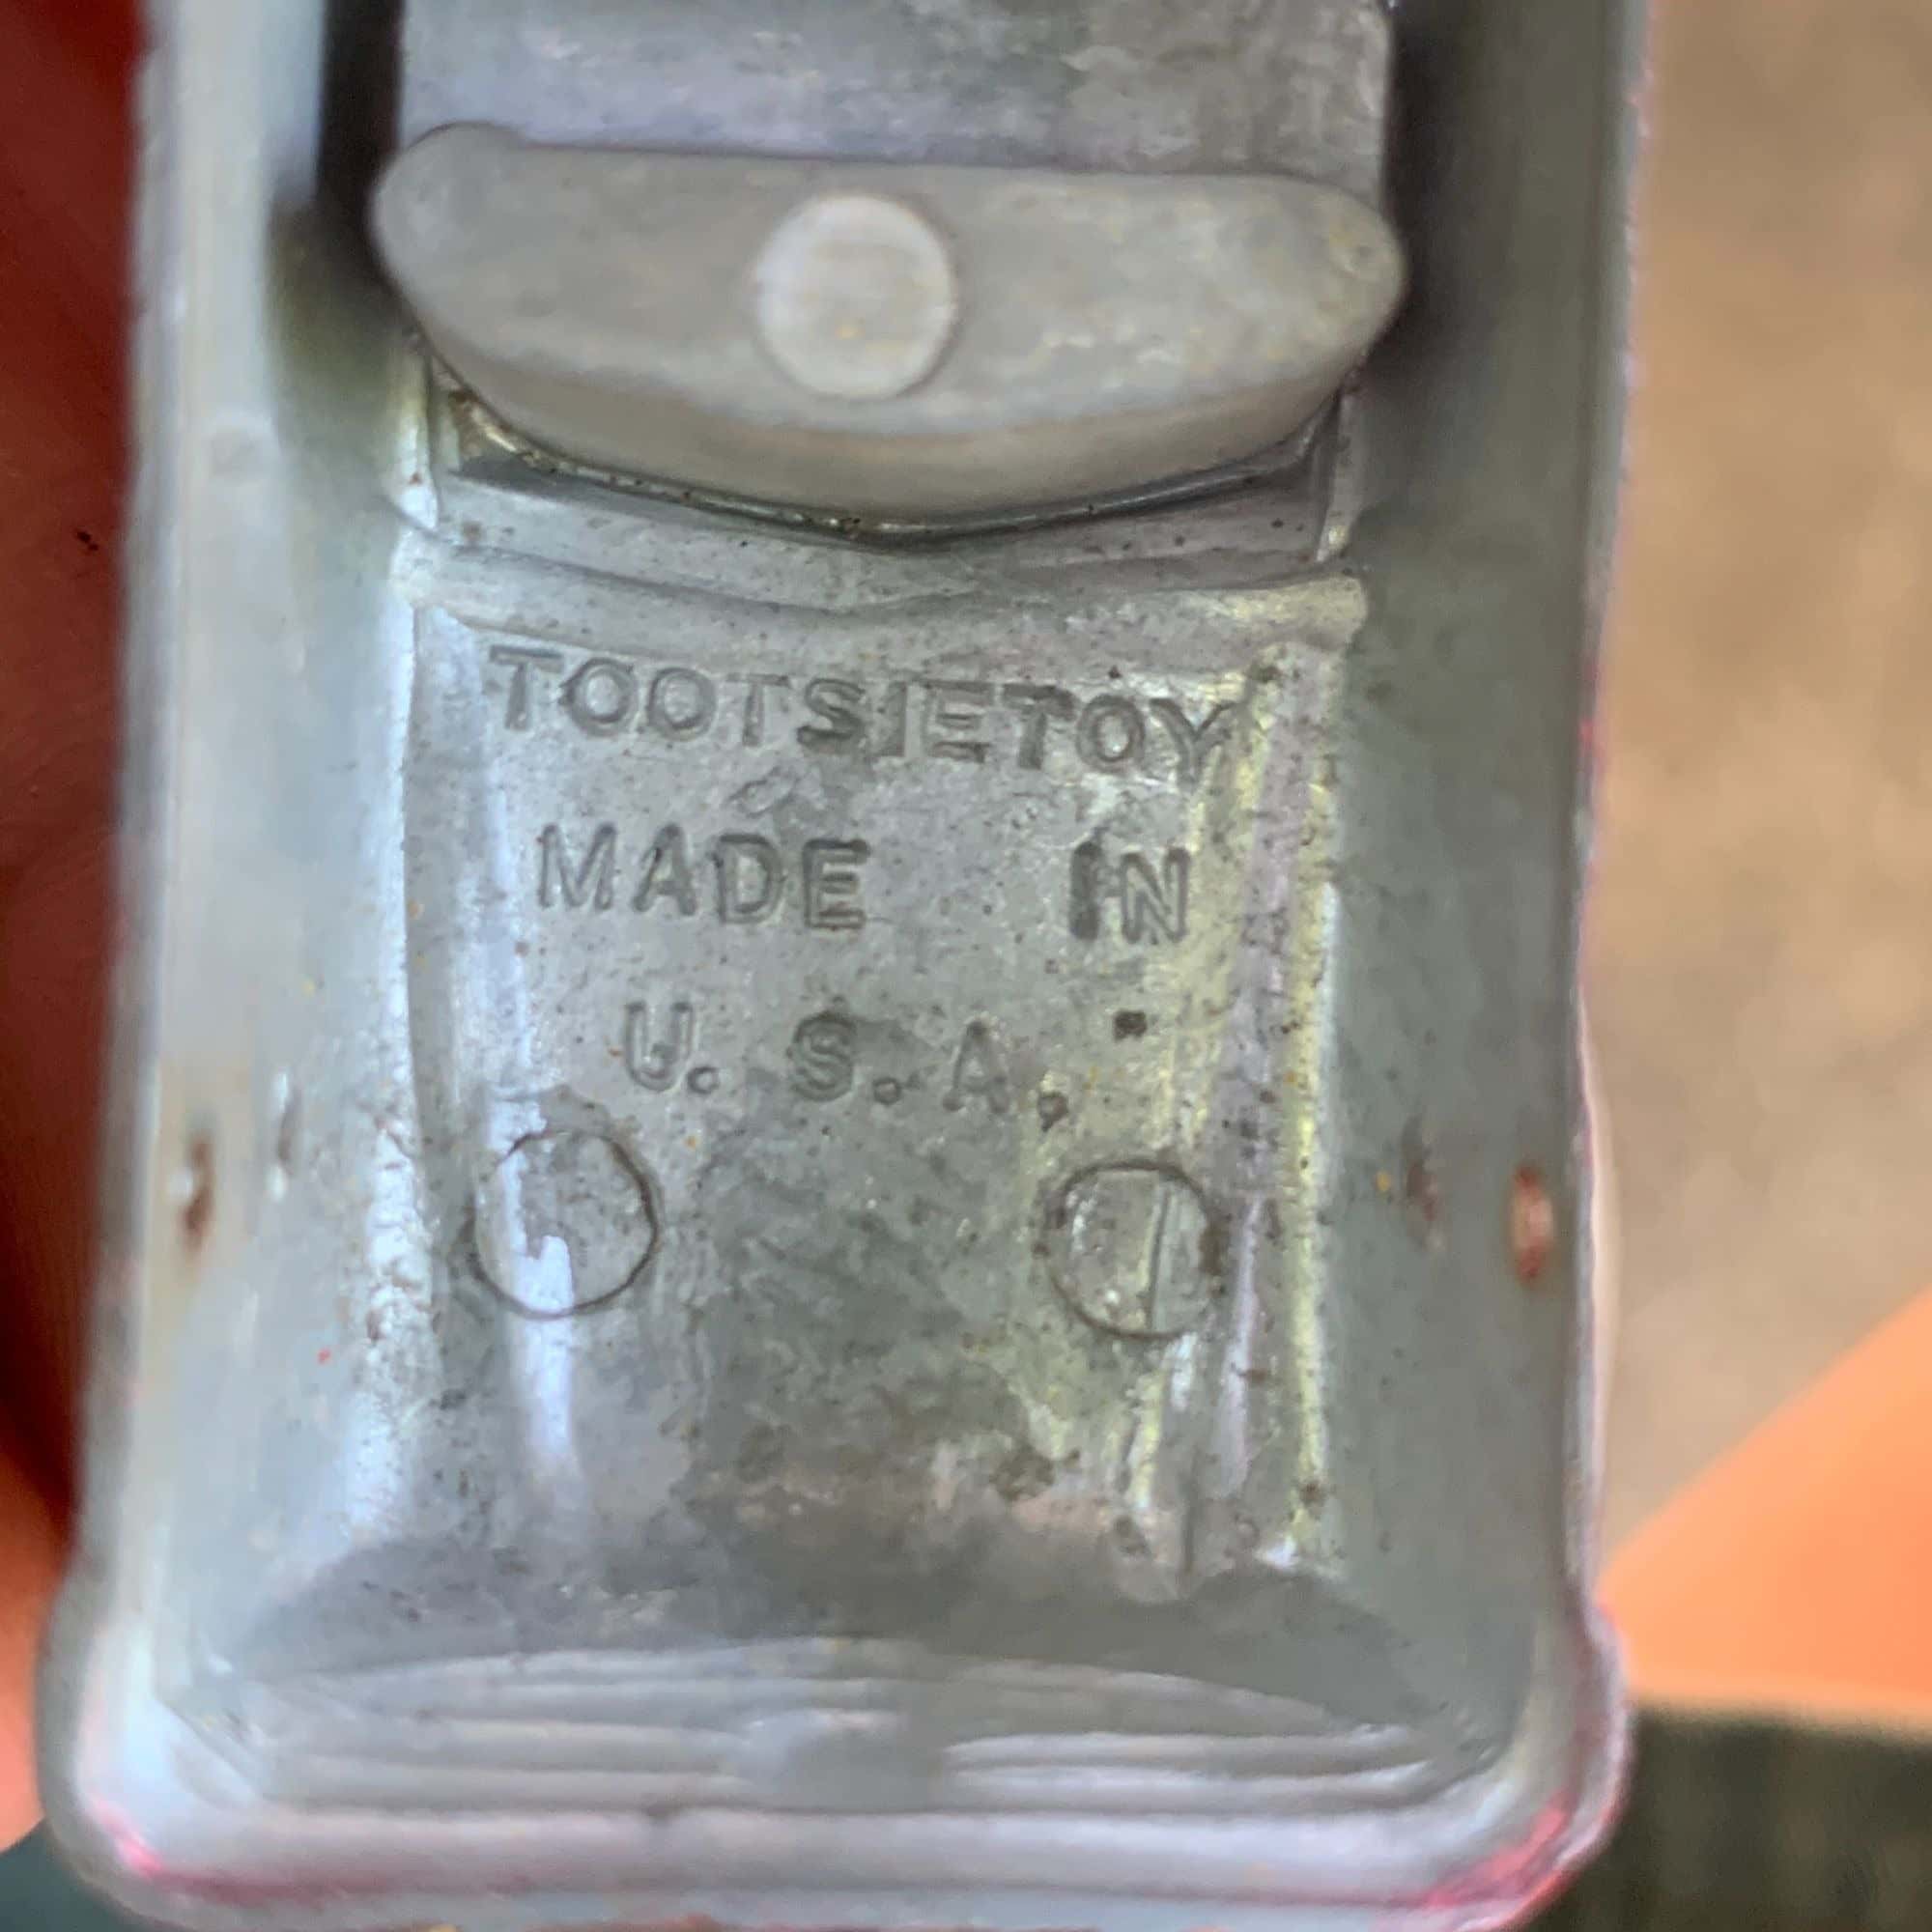 TOOTSIETOY
MADE IN
U. S. A.